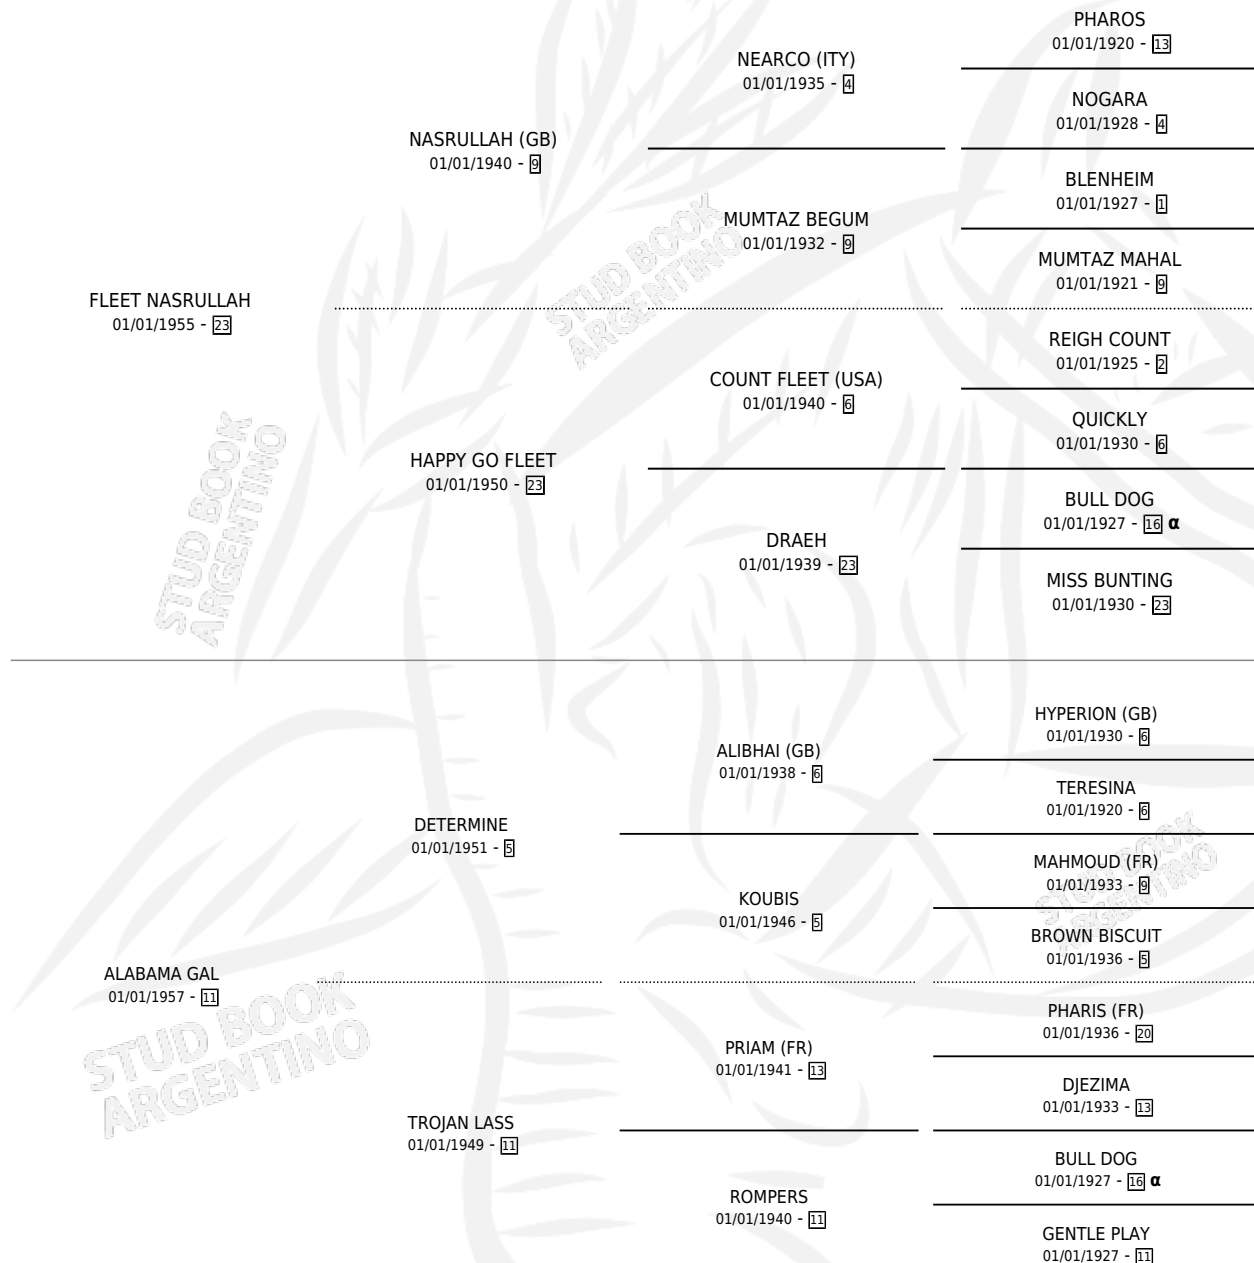 PHAROS
01/01/1920 - 13
NEARCO (ITY)
01/01/1935 - 4
NOGARA
01/01/1928 - 4
NASRULLAH (GB)
01/01/1940 - 9
BLENHEIM
01/01/1927 - 1
MUMTAZ BEGUM
01/01/1932 - 9
MUMTAZ MAHAL
01/01/1921 - 9
FLEET NASRULLAH
01/01/1955 - 23
REIGH COUNT
01/01/1925 - 2
COUNT FLEET (USA)
01/01/1940 - 6
QUICKLY
01/01/1930 - 6
HAPPY GO FLEET
01/01/1950 - 23
BULL DOG
01/01/1927 - 16 α
DRAEH
01/01/1939 - 23
MISS BUNTING
01/01/1930 - 23
HYPERION (GB)
01/01/1930 - 6
ALIBHAI (GB)
01/01/1938 - 6
TERESINA
01/01/1920 - 6
DETERMINE
01/01/1951 - 5
MAHMOUD (FR)
01/01/1933 - 9
KOUBIS
01/01/1946 - 5
BROWN BISCUIT
01/01/1936 - 5
ALABAMA GAL
01/01/1957 - 11
PHARIS (FR)
01/01/1936 - 20
PRIAM (FR)
01/01/1941 - 13
DJEZIMA
01/01/1933 - 13
TROJAN LASS
01/01/1949 - 11
BULL DOG
01/01/1927 - 16 α
ROMPERS
01/01/1940 - 11
GENTLE PLAY
01/01/1927 - 11
STUD BOOK
ARGENTINO
STUD BOOK
ARGENTINO
STUD BOOK
ARGENTINO
STUD BOOK
ARGENTINO